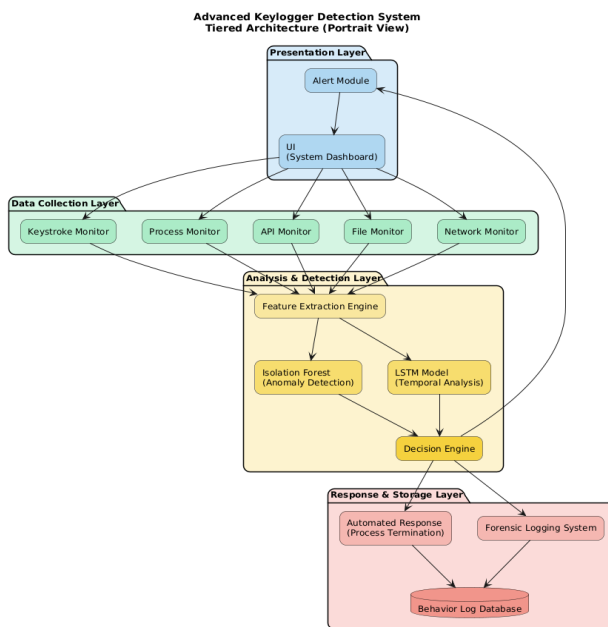 Advanced Keylogger Detection System
Tiered Architecture (Portrait View)
Presentation Layer
Alert Module
UI
(System Dashboard)
Data Collection Layer
Keystroke Monitor
Process Monitor
API Monitor
File Monitor
Network Monitor
Analysis & Detection Layer
Feature Extraction Engine
Isolation Forest
(Anomaly Detection)
LSTM Model
(Temporal Analysis)
Decision Engine
Response & Storage Layer
Automated Response
(Process Termination)
Forensic Logging System
Behavior Log Database